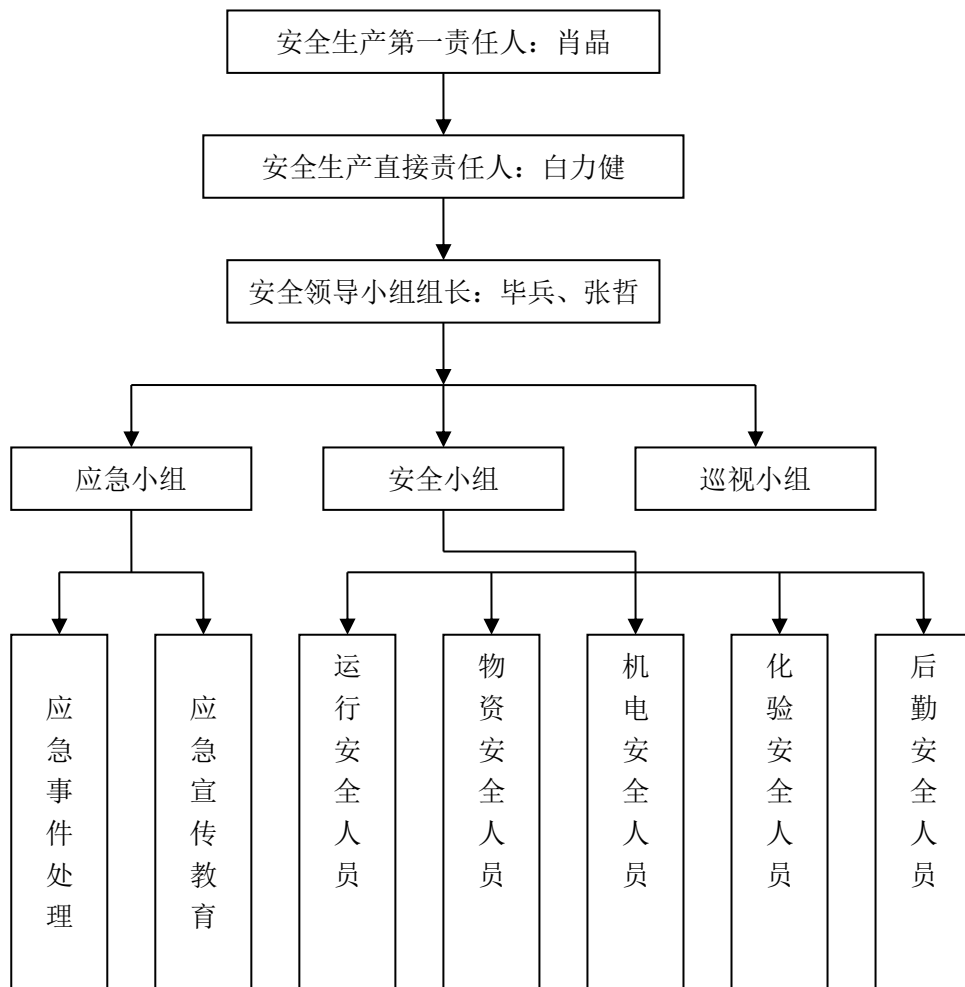 安全生产第一责任人：肖晶
安全生产直接责任人：白力健
安全领导小组组长：毕兵、张哲
应急小组
安全小组
巡视小组
应急事件处理
应急宣传教育
运行安全人员
物资安全人员
机电安全人员
化验安全人员
后勤安全人员